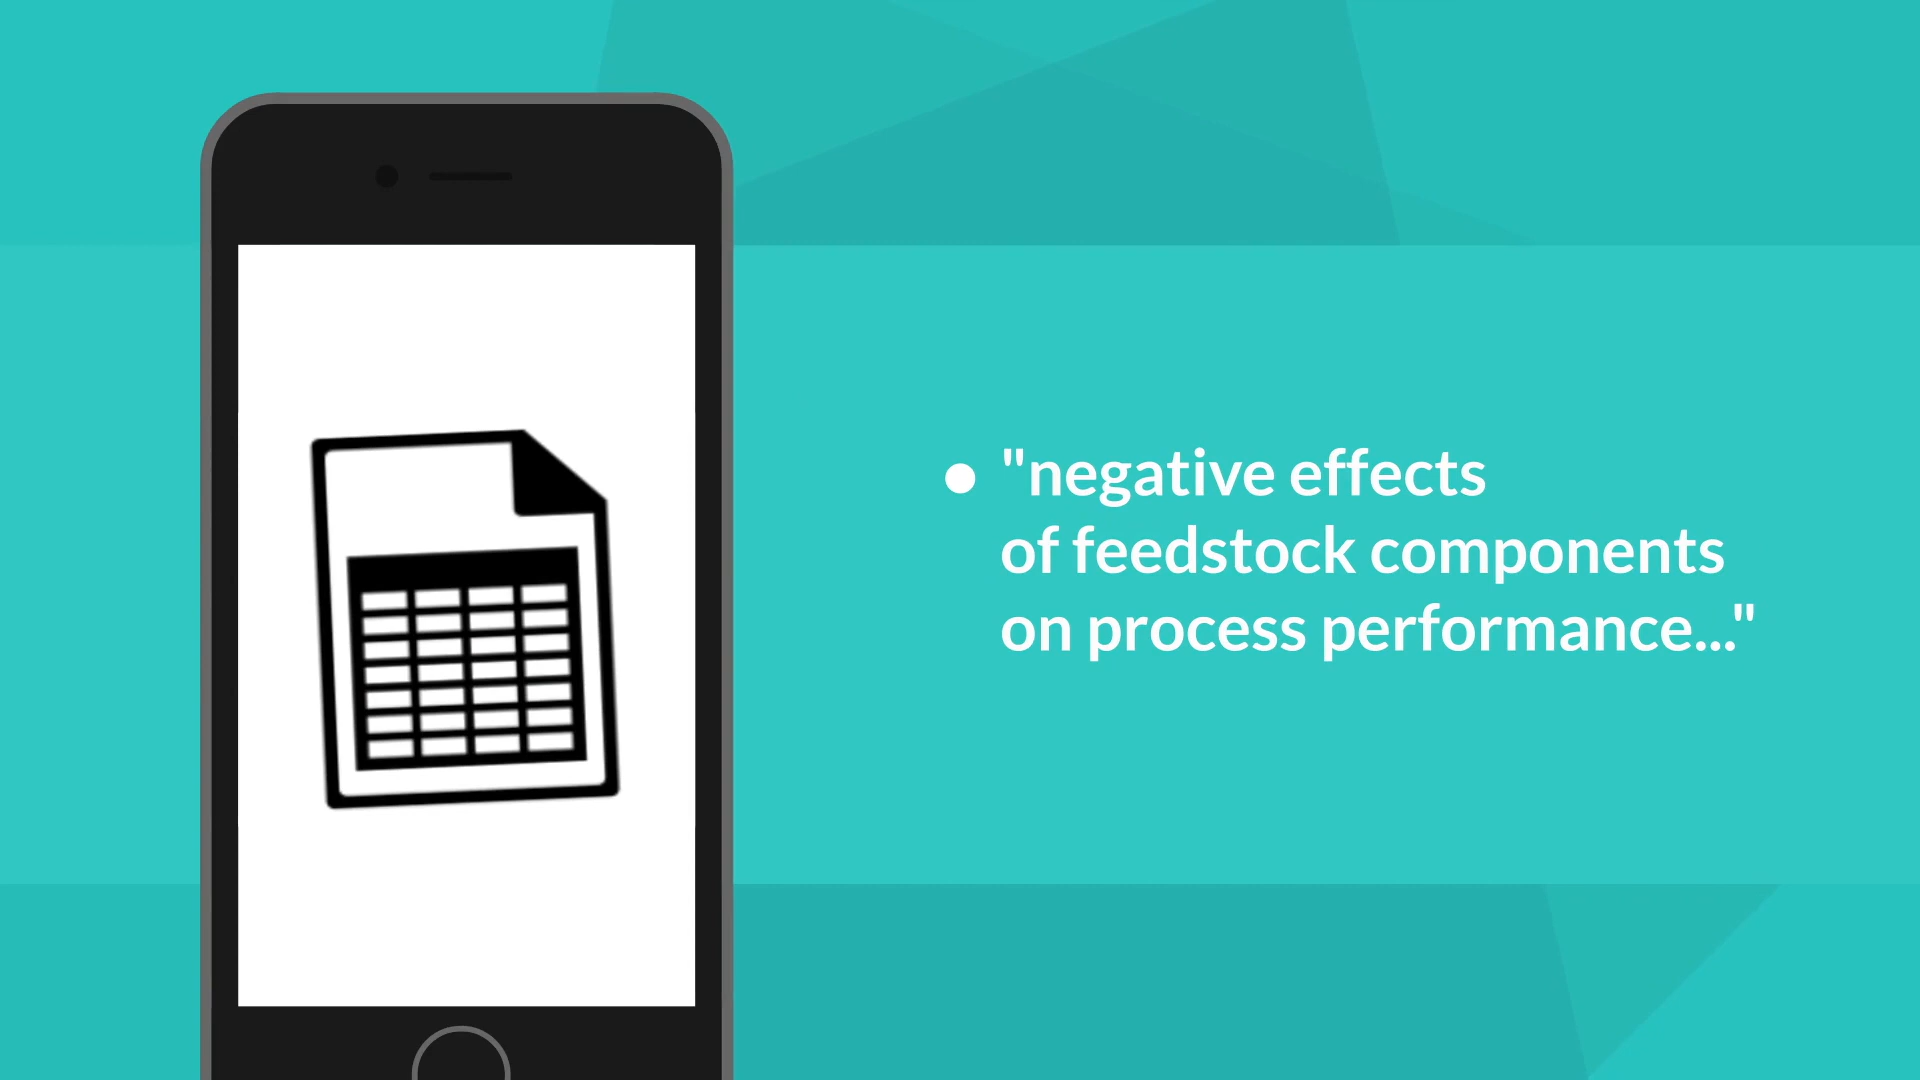 "negative effects
of feedstock components
on process performance..."